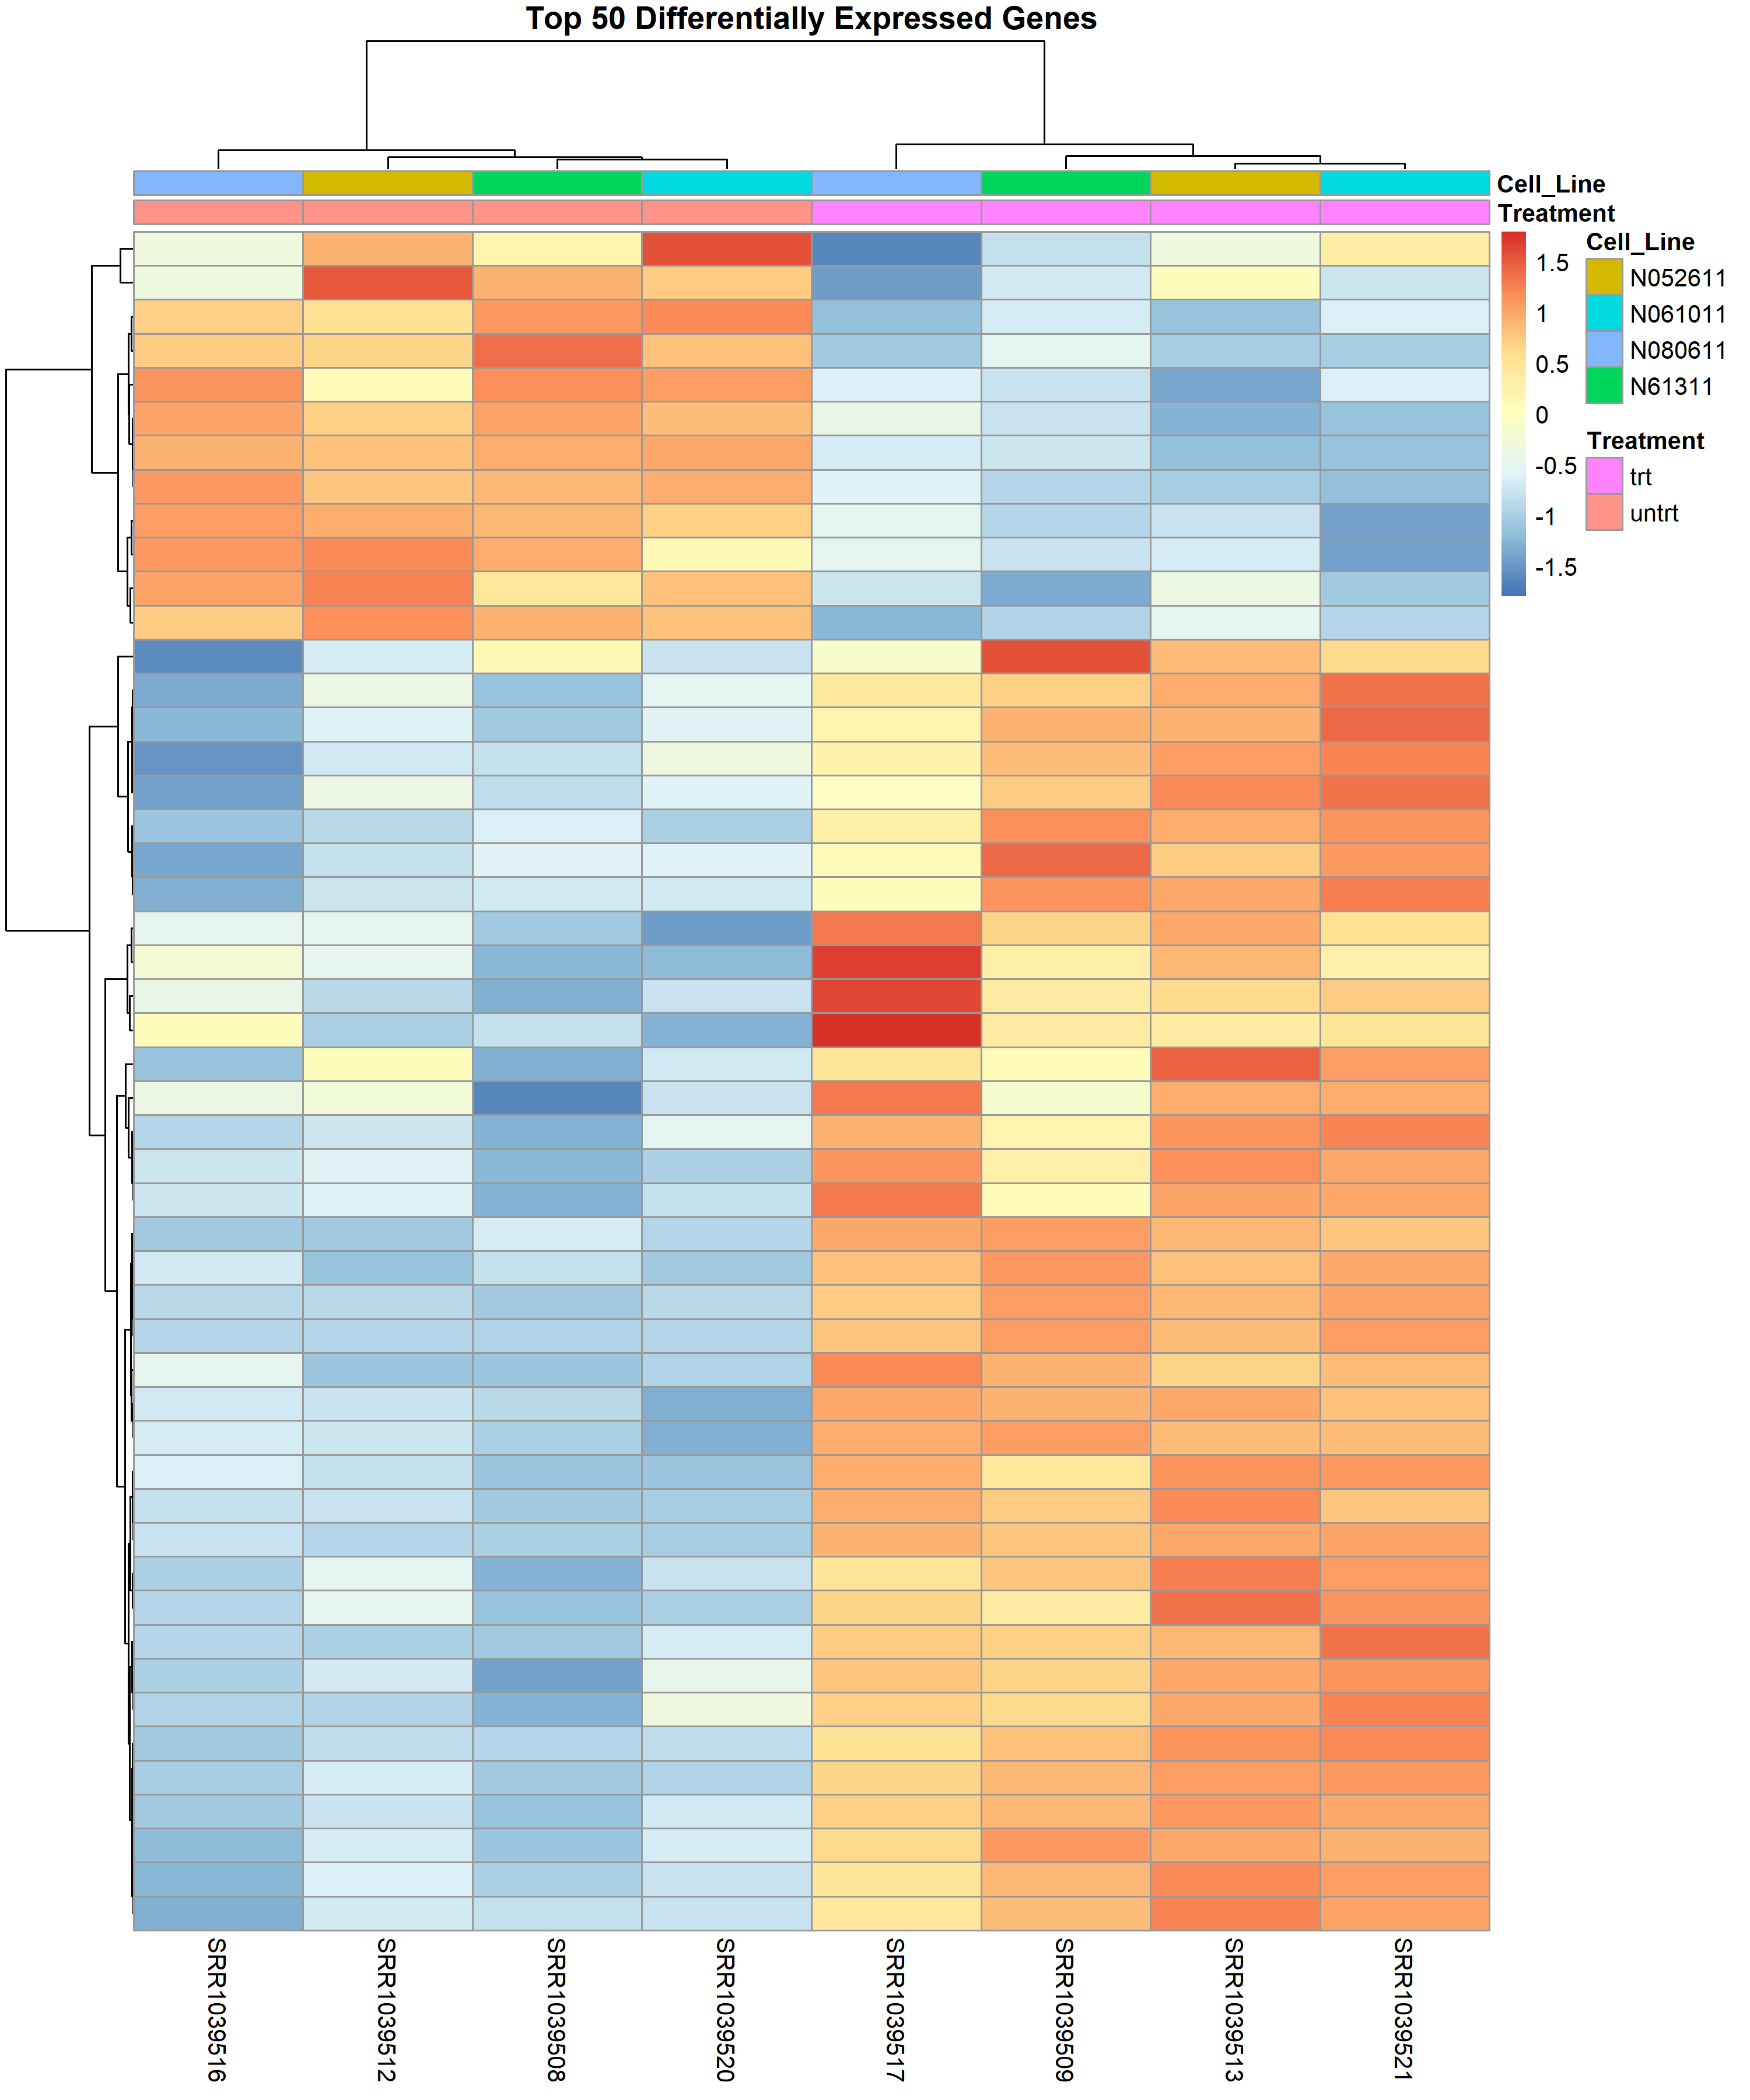 Top 50 Differentially Expressed Genes
Cell_Line
Treatment
1.5
1
0.5
0
-0.5
-1
-1.5
Cell_Line
N052611
N061011
N080611
N61311
Treatment
trt
untrt
SRR1039516
SRR1039512
SRR1039508
SRR1039520
SRR1039517
SRR1039509
SRR1039513
SRR1039521